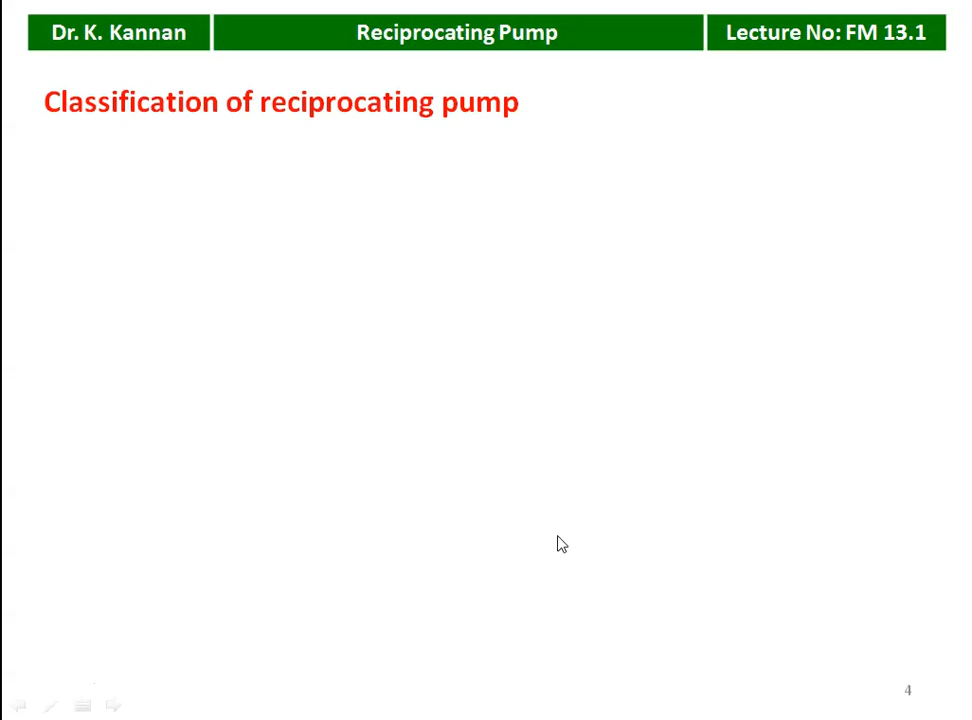 Dr. K. Kannan
Reciprocating Pump
Lecture No: FM 13.1
Classification of reciprocating pump
4